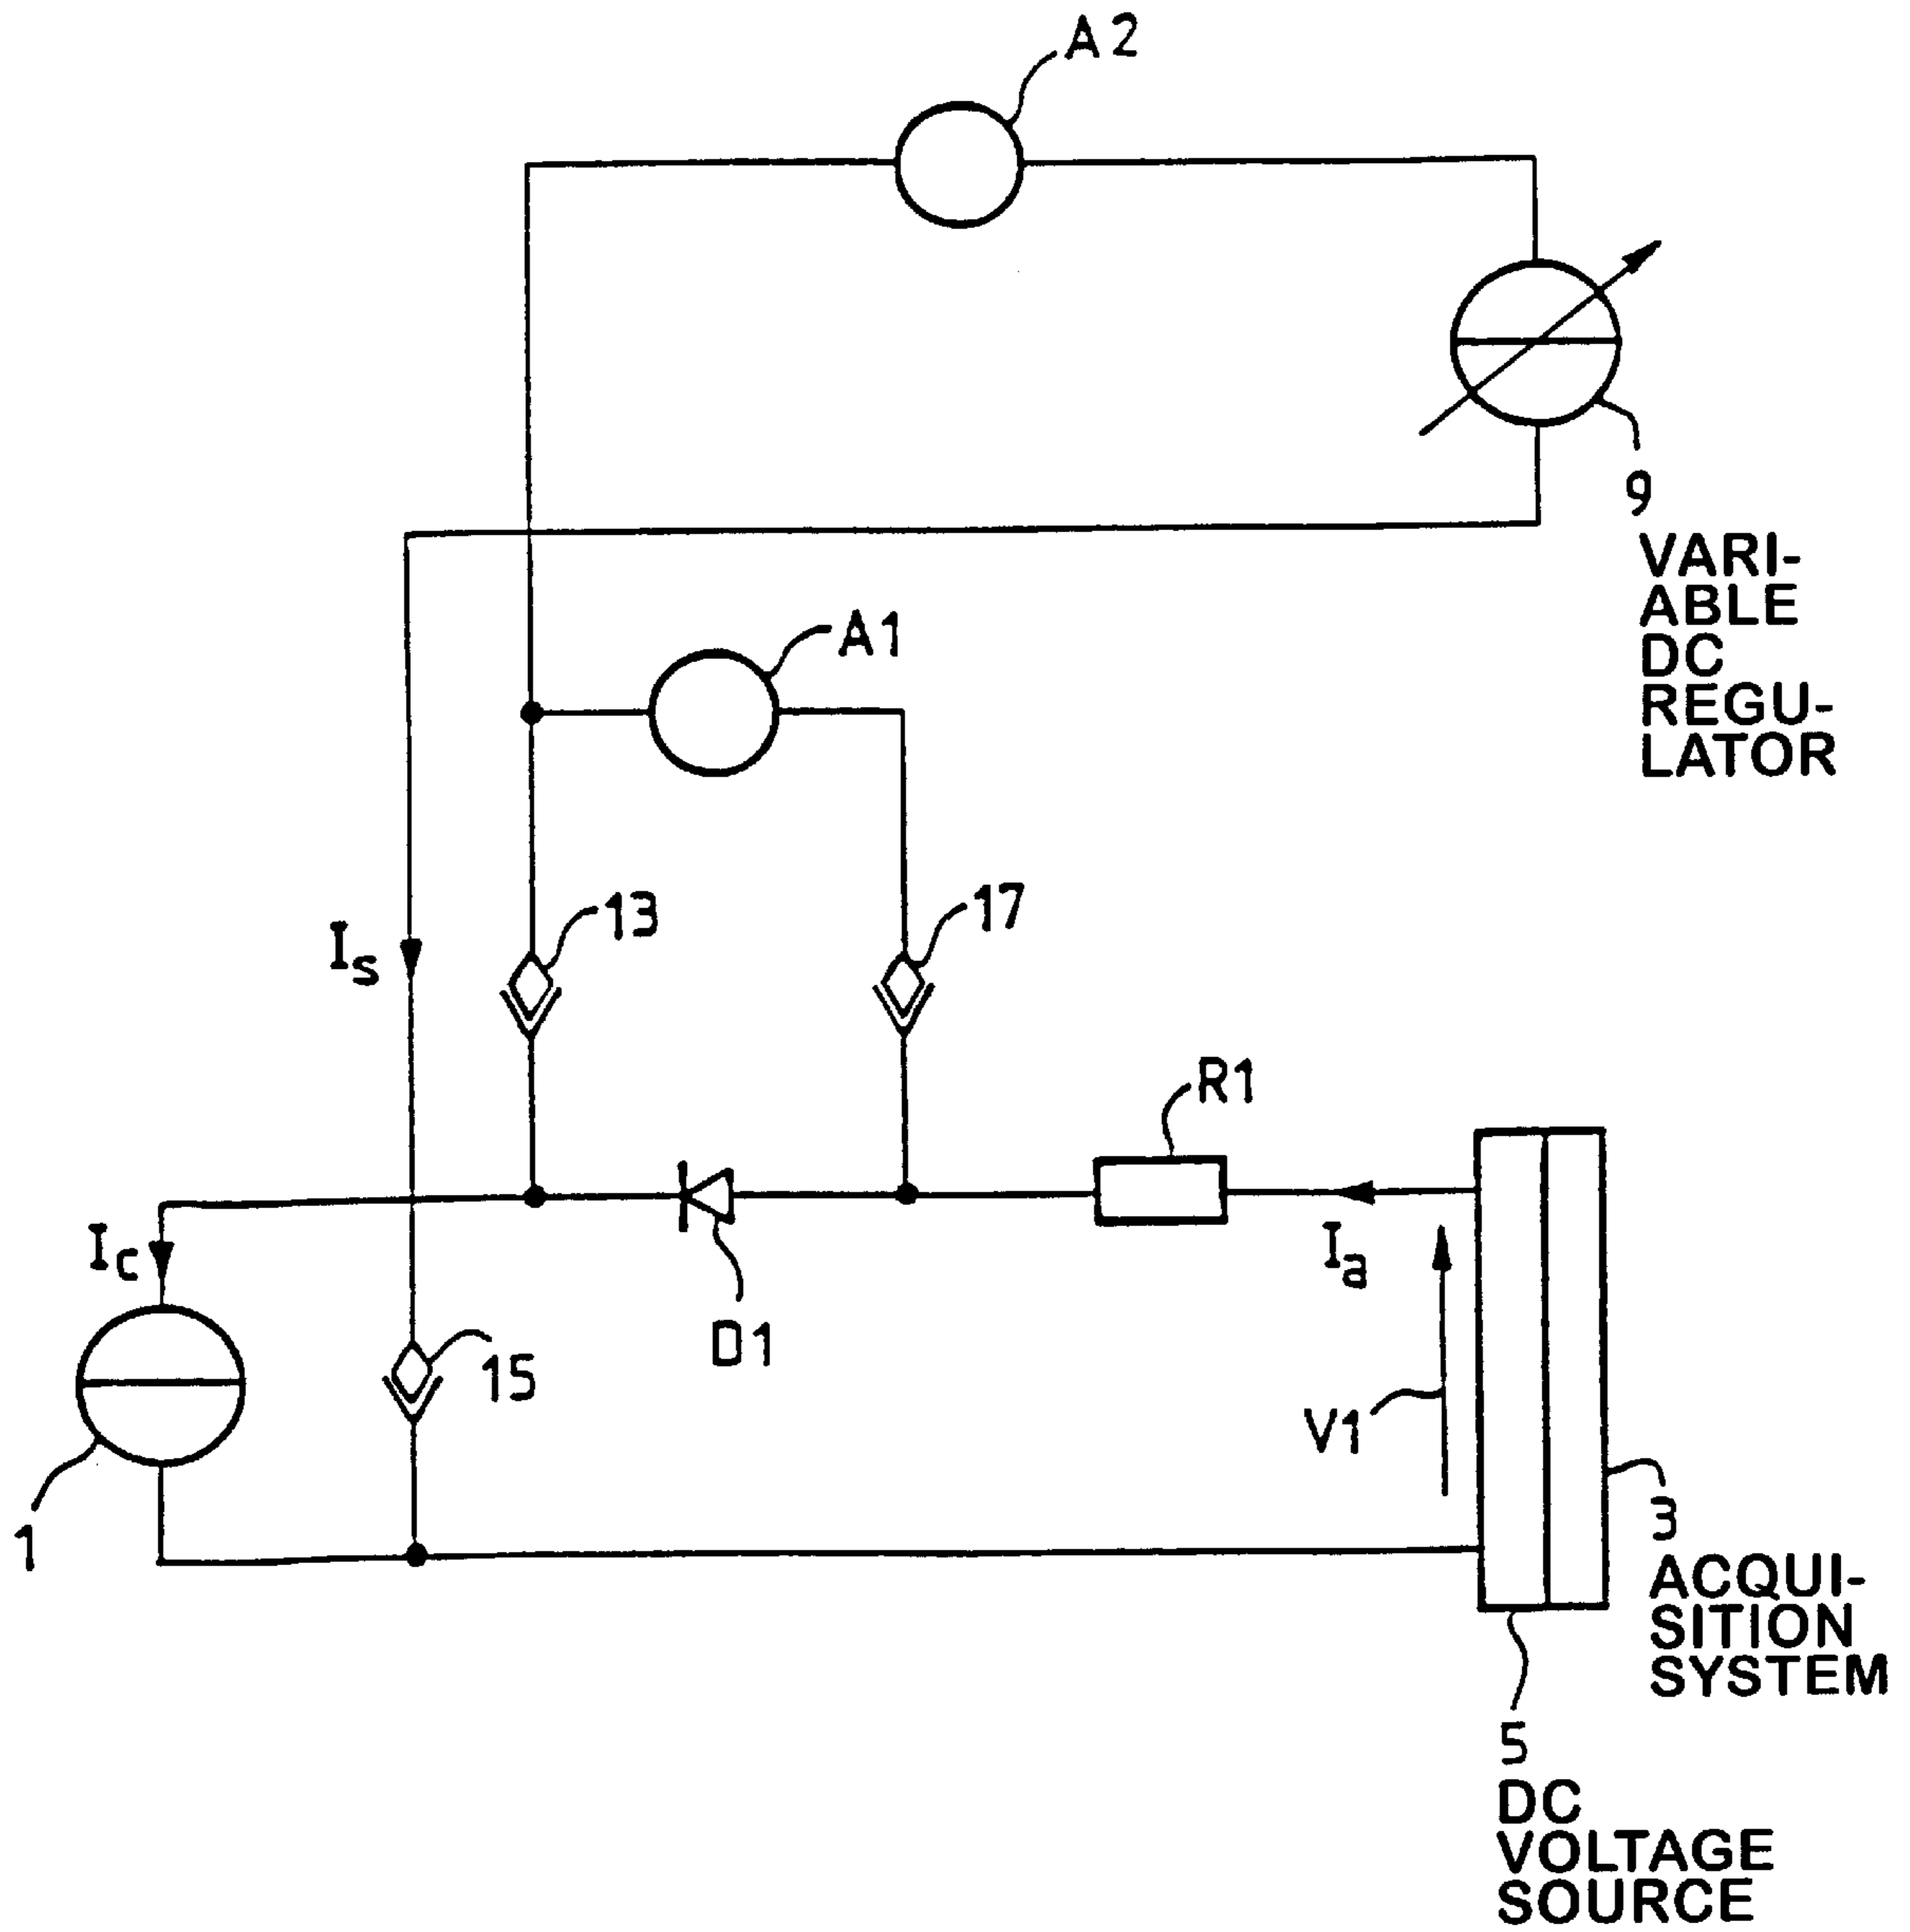 A2
9
VARI-
ABLE
DC
REGU-
LATOR
A1
13
17
Is
R1
Ia
Ic
D1
15
V1
1
3
ACQUI-
SITION
SYSTEM
5
DC
VOLTAGE
SOURCE